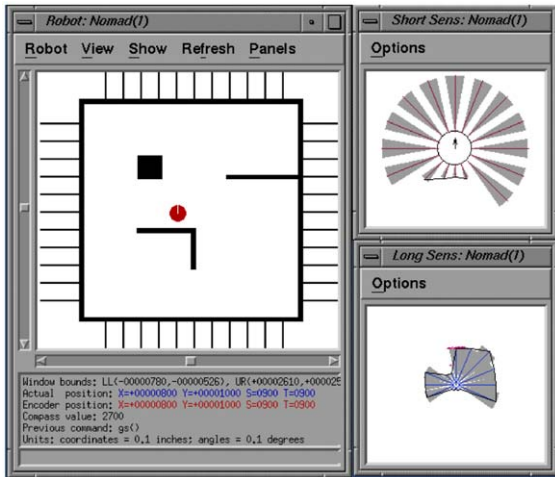 Robot: Nomad(1)
Robot View Show Refresh Panels
Window bounds: LL(-00000780,-00000526), UR(+00002610,+000025
Actual position: X=+00000800 Y=+00001000 S=0900 T=0900
Encoder position: X=+00000800 Y=+00001000 S=0900 T=0900
Compass value: 2700
Previous command: gs()
Units: coordinates = 0.1 inches; angles = 0.1 degrees
Short Sens: Nomad(1)
Options
Long Sens: Nomad(1)
Options